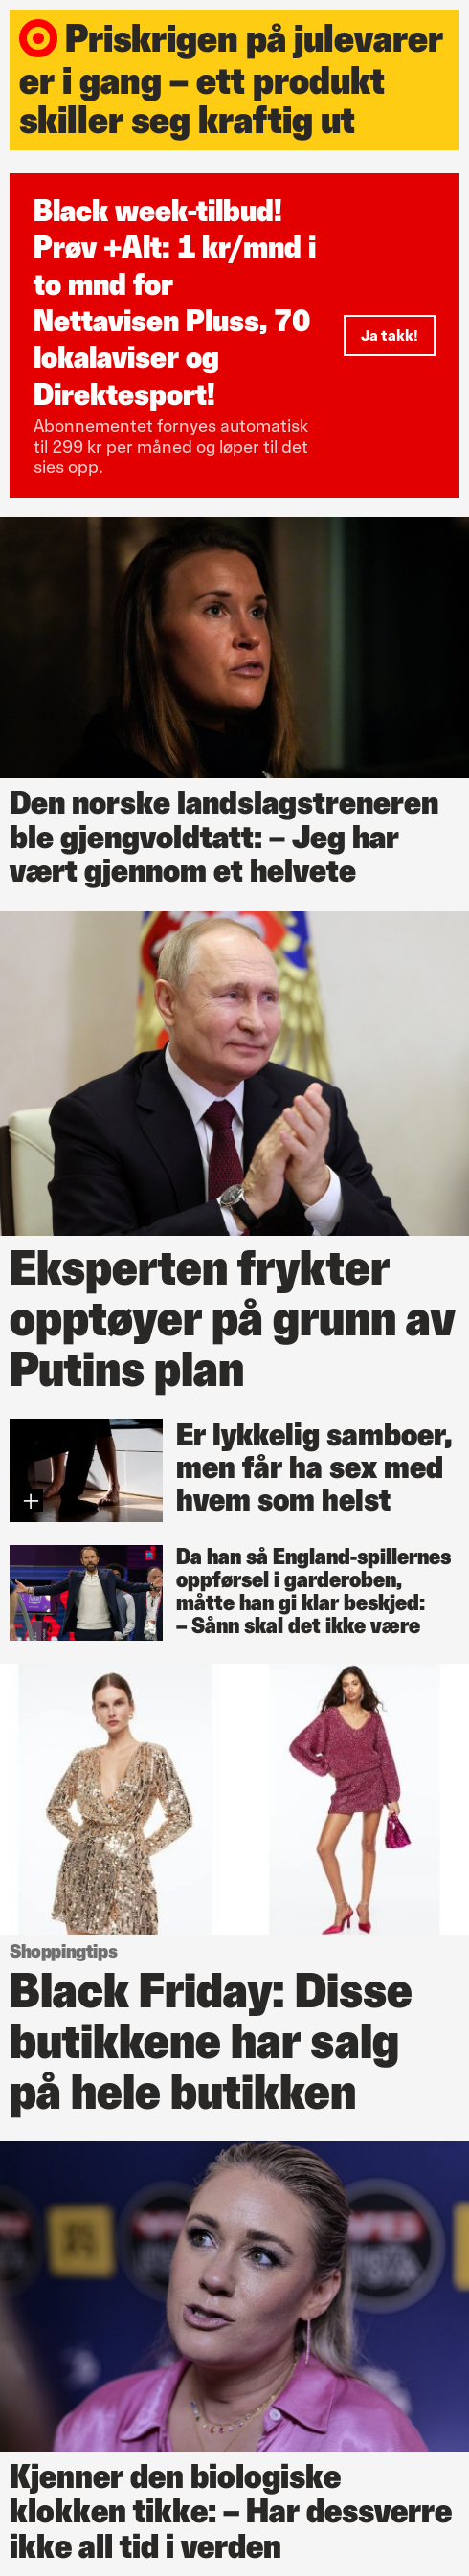 Priskrigen på julevarer
er i gang – ett produkt
skiller seg kraftig ut
Black week-tilbud!
Prøv +Alt: 1 kr/mnd i
to mnd for
Nettavisen Pluss, 70
lokalaviser og
Direktesport!
Ja takk!
Abonnementet fornyes automatisk
til 299 kr per måned og løper til det
sies opp.
Den norske landslagstreneren
ble gjengvoldtatt: – Jeg har
vært gjennom et helvete
Eksperten frykter
opptøyer på grunn av
Putins plan
Er lykkelig samboer,
men får ha sex med
hvem som helst
Da han så England-spillernes
oppførsel i garderoben,
måtte han gi klar beskjed:
– Sånn skal det ikke være
Shoppingtips
Black Friday: Disse
butikkene har salg
på hele butikken
Kjenner den biologiske
klokken tikke: – Har dessverre
ikke all tid i verden